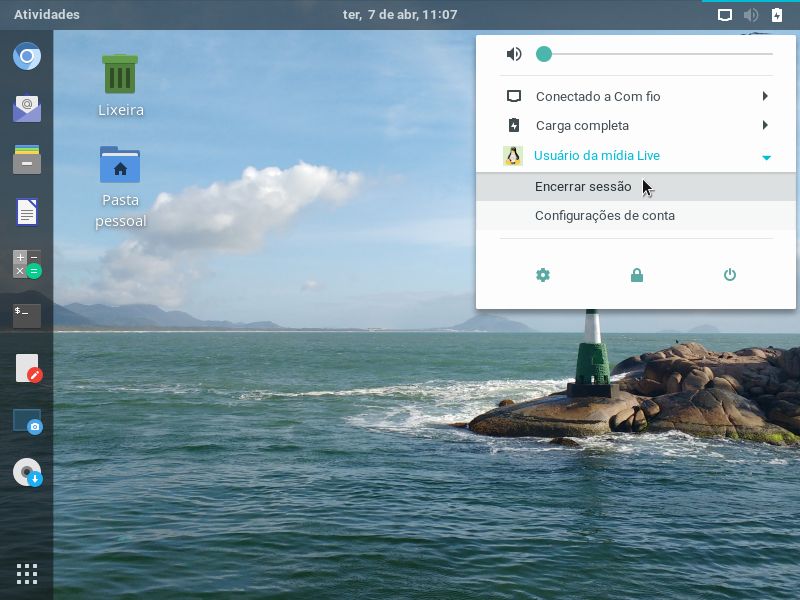 Atividades
ter, 7 de abr, 11:07
Lixeira
Pasta
pessoal
Conectado a Com fio
Carga completa
Usuário da mídia Live
Encerrar sessão
Configurações de conta